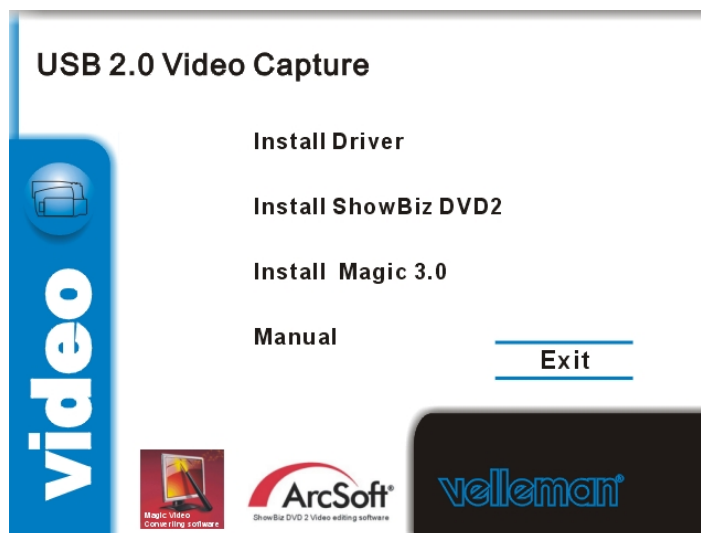 USB 2.0 Video Capture
Install Driver
Install ShowBiz DVD2
Install Magic 3.0
Manual
Exit
video
Magic Video
Converting software
ArcSoft®
ShowBiz DVD 2 Video editing software
velleman®